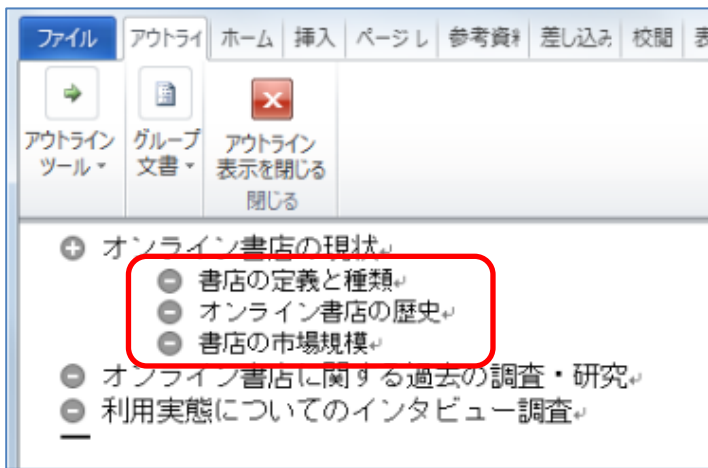 ファイル アウトライ ホーム 挿入 ページ レ 参考資 差し込み 校閲
アウトライン ツール
グループ 文書
アウトライン 表示を閉じる
閉じる
オンライン書店の現状
書店の定義と種類
オンライン書店の歴史
書店の市場規模
オンライン書店に関する過去の調査・研究
利用実態についてのインタビュー調査